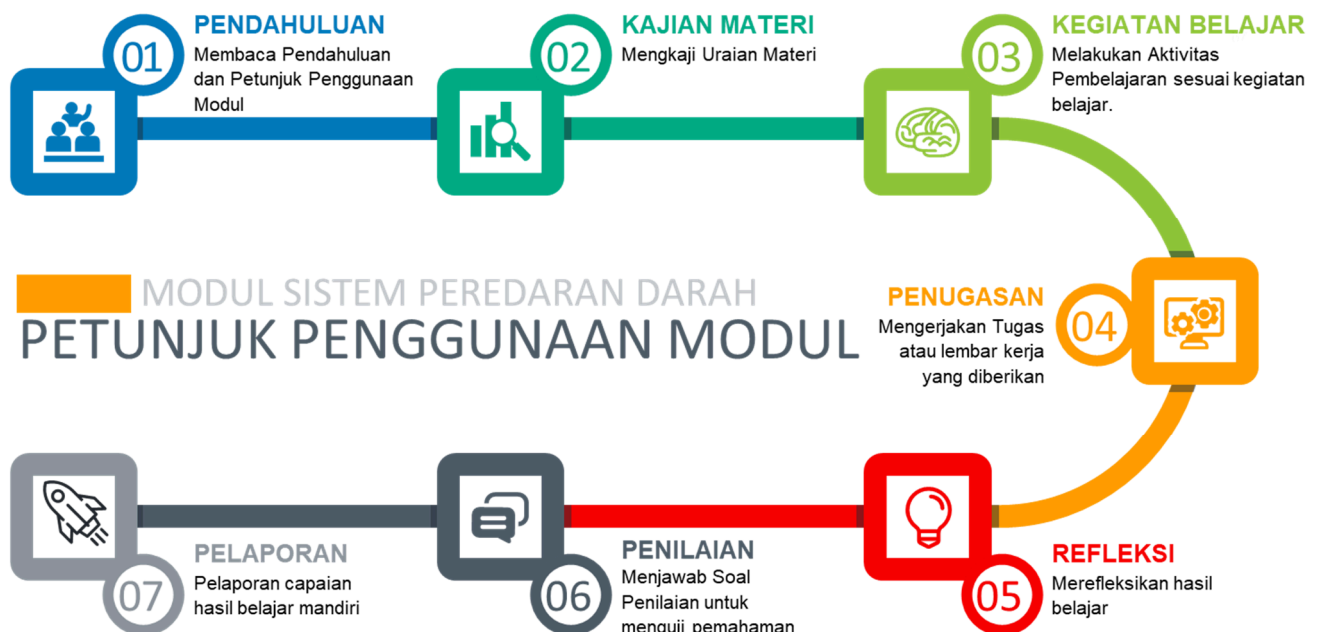 01
PENDAHULUAN
Membaca Pendahuluan
dan Petunjuk Penggunaan
Modul
02
KAJIAN MATERI
Mengkaji Uraian Materi
03
KEGIATAN BELAJAR
Melakukan Aktivitas
Pembelajaran sesuai kegiatan
belajar.
MODUL SISTEM PEREDARAN DARAH
PETUNJUK PENGGUNAAN MODUL
PENUGASAN
Mengerjakan Tugas
atau lembar kerja
yang diberikan
04
REFLEKSI
Merefleksikan hasil
belajar
05
PENILAIAN
Menjawab Soal
Penilaian untuk
menguji pemahaman
06
PELAPORAN
Pelaporan capaian
hasil belajar mandiri
07